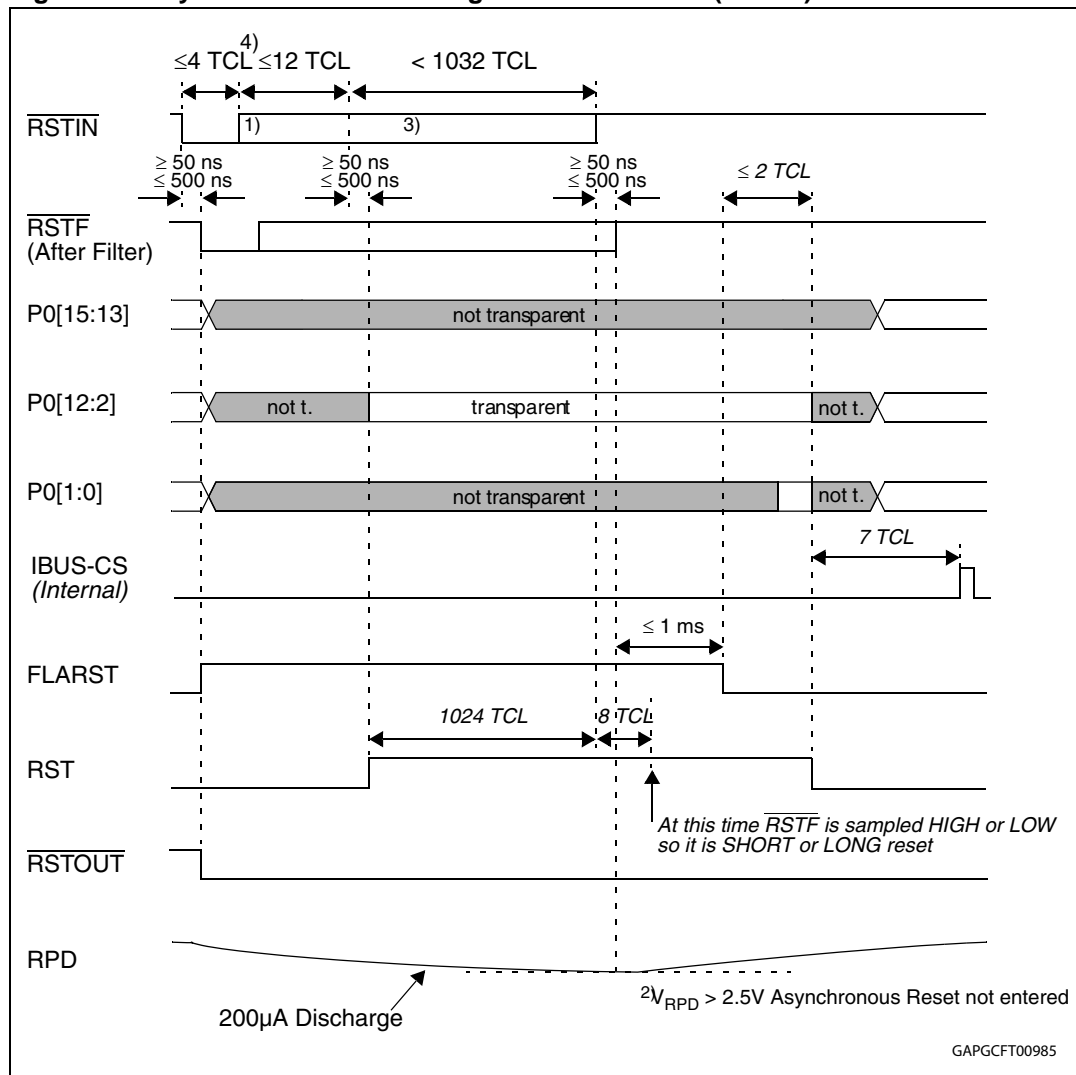 4)
≤4 TCL ≤12 TCL < 1032 TCL
RSTIN
1) 3)
≥ 50 ns ≥ 50 ns ≥ 50 ns
≤ 500 ns ≤ 500 ns ≤ 500 ns
≤ 2 TCL
RSTF
(After Filter)
P0[15:13]
not transparent
P0[12:2]
not t. transparent not t.
P0[1:0]
not transparent not t.
7 TCL
IBUS-CS
(Internal)
≤ 1 ms
FLARST
1024 TCL 8 TCL
RST
At this time RSTF is sampled HIGH or LOW
so it is SHORT or LONG reset
RSTOUT
RPD
2) VRPD > 2.5V Asynchronous Reset not entered
200µA Discharge
GAPGCFT00985